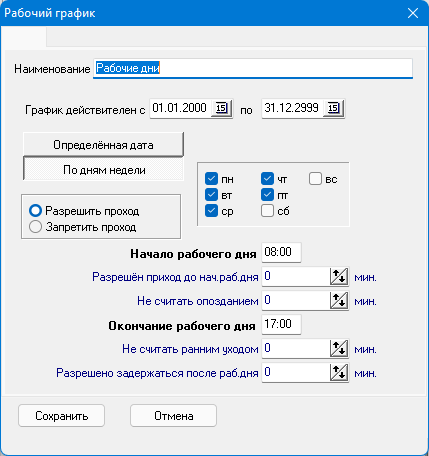 Рабочий график
Наименование Рабочие дни
График действителен с 01.01.2000 15 по 31.12.2999 15
Определённая дата
По дням недели
пн чт вс
вт пт
ср сб
Разрешить проход
Запретить проход
Начало рабочего дня 08:00
Разрешён приход до нач.раб.дня 0 мин.
Не считать опозданием 0 мин.
Окончание рабочего дня 17:00
Не считать ранним уходом 0 мин.
Разрешено задержаться после раб.дня 0 мин.
Сохранить Отмена